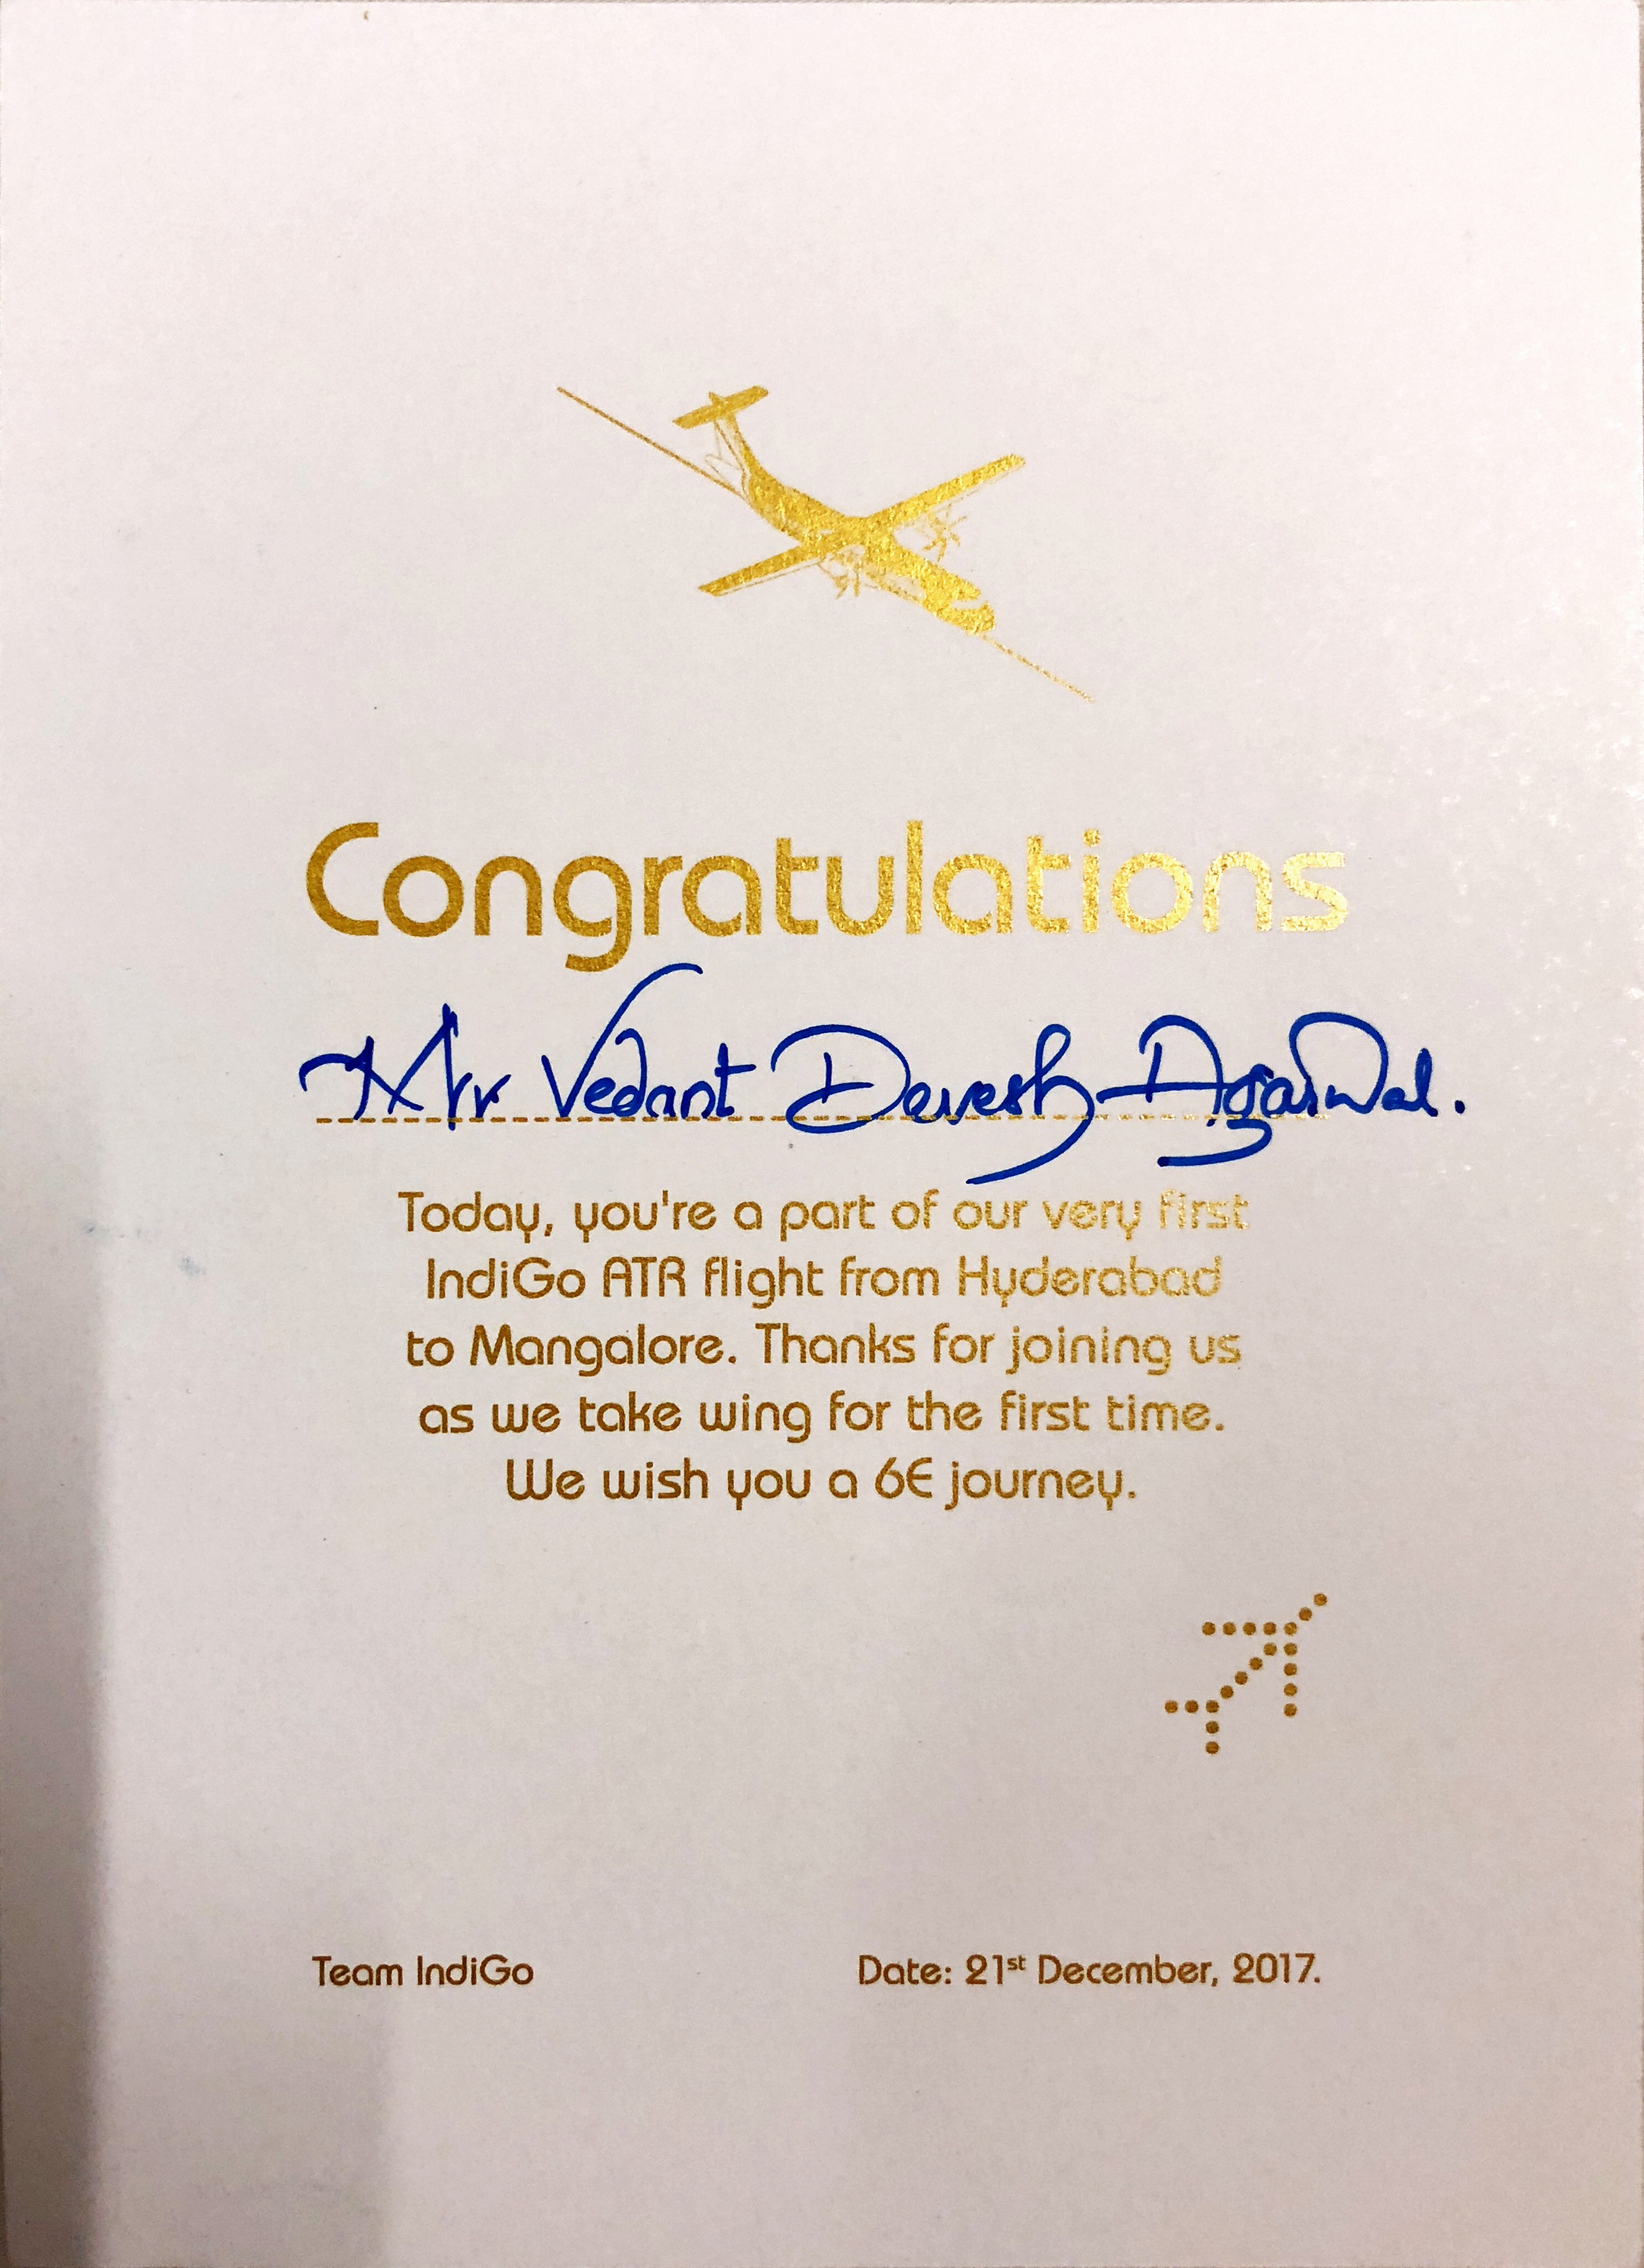 Congratulations
Mr Vedant Devesh Agarwal.
Today, you're a part of our very first
IndiGo ATR flight from Hyderabad
to Mangalore. Thanks for joining us
as we take wing for the first time.
We wish you a 6E journey.
Team IndiGo
Date: 21st December, 2017.